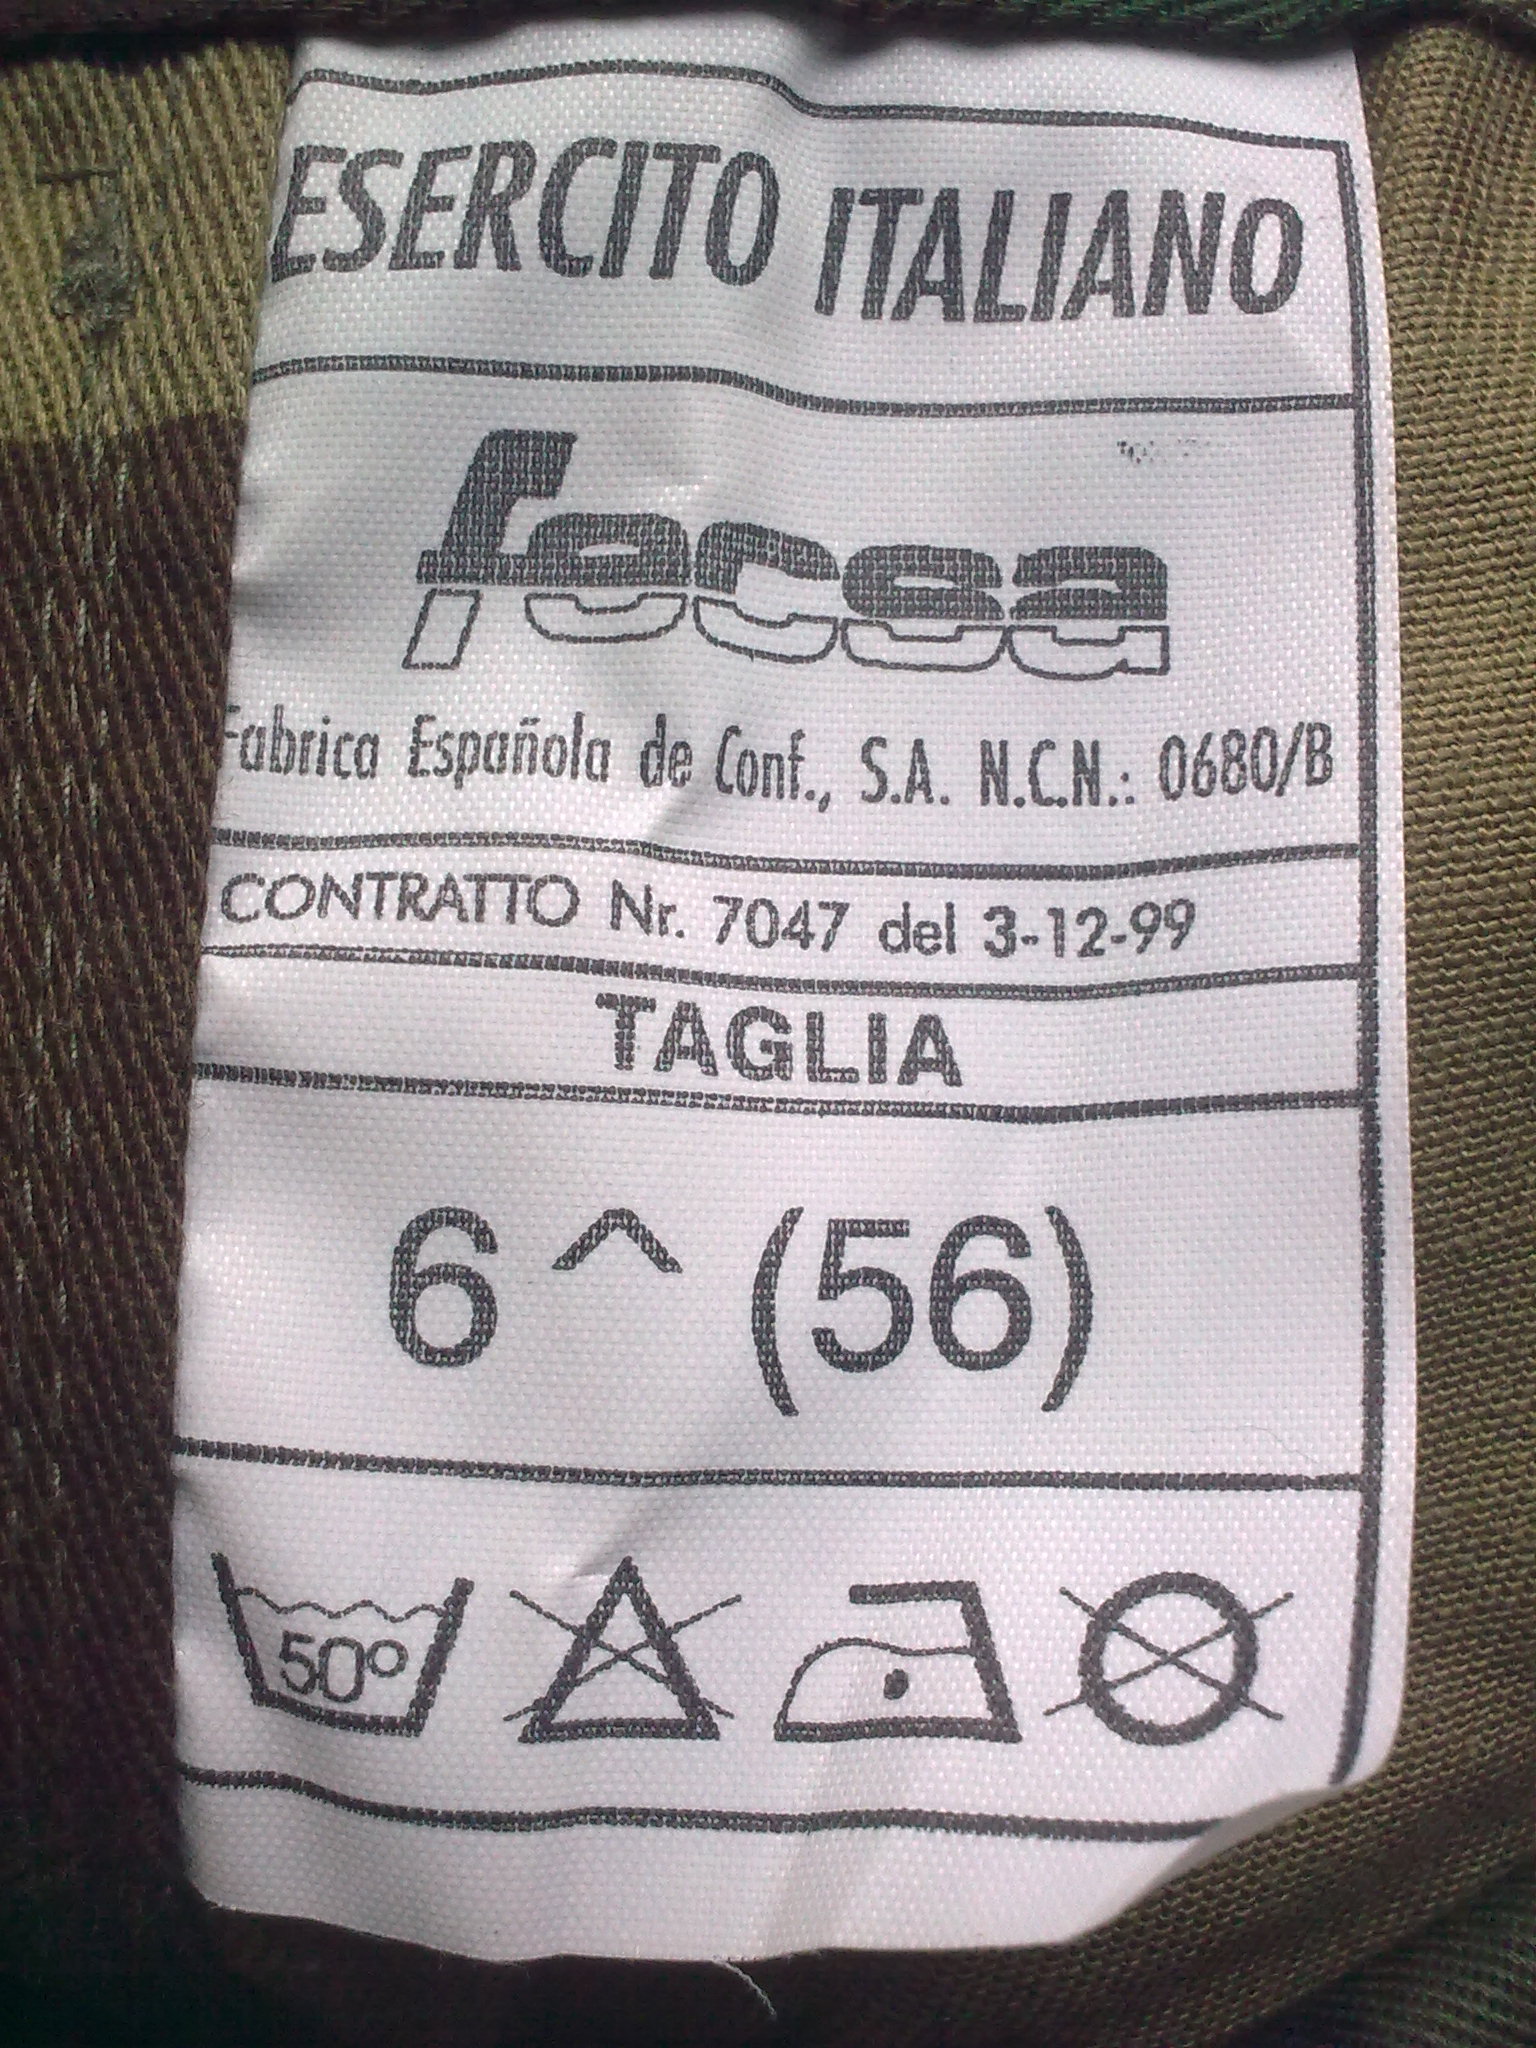 ESERCITO ITALIANO
fecsa
Fabrica Española de Conf., S.A. N.C.N.: 0680/B
CONTRATTO Nr. 7047 del 3-12-99
TAGLIA
6 ^ (56)
50°